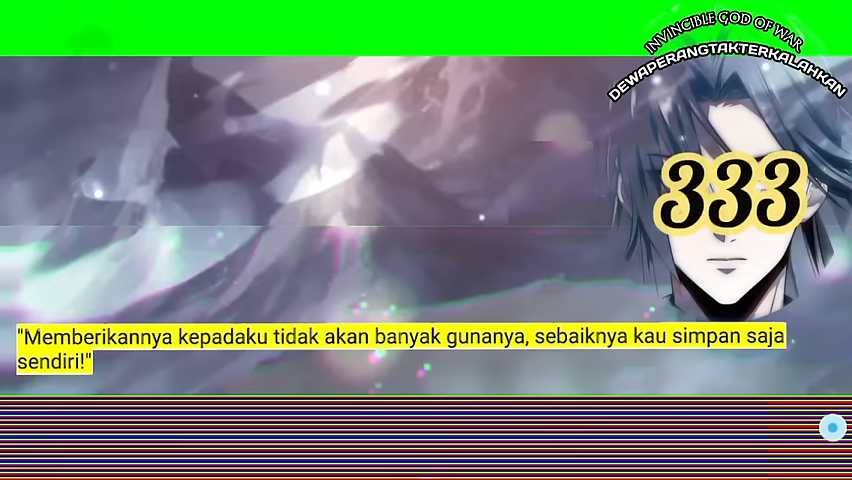 INVINCIBLE GOD OF WAR
DEWAPERANGTAKTERKALAHKAN
333
"Memberikannya kepadaku tidak akan banyak gunanya, sebaiknya kau simpan saja
sendiri!"